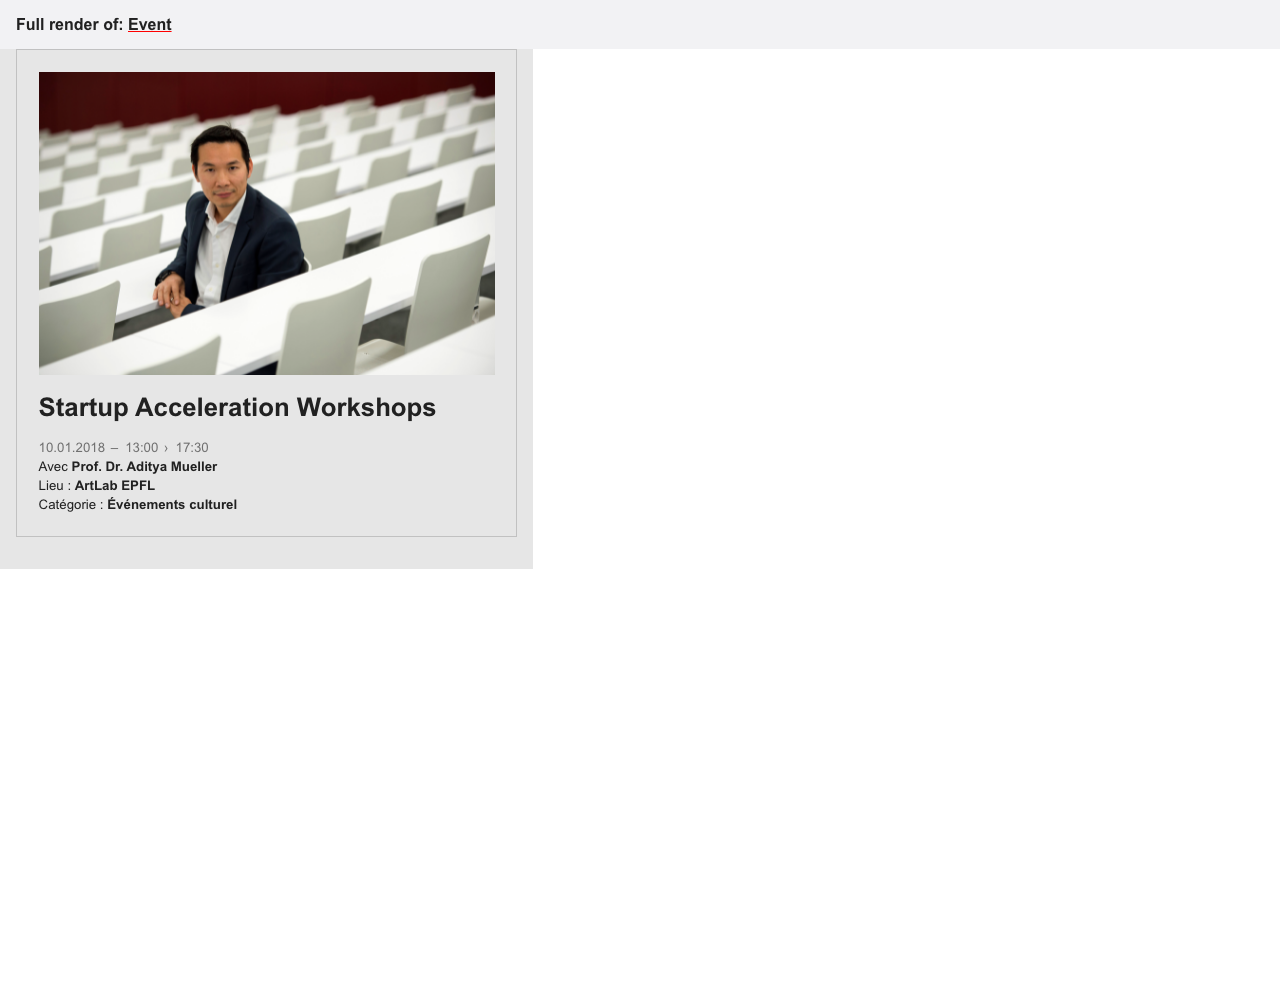 Full render of: Event
Startup Acceleration Workshops
10.01.2018 – 13:00 › 17:30
Avec Prof. Dr. Aditya Mueller
Lieu : ArtLab EPFL
Catégorie : Événements culturel